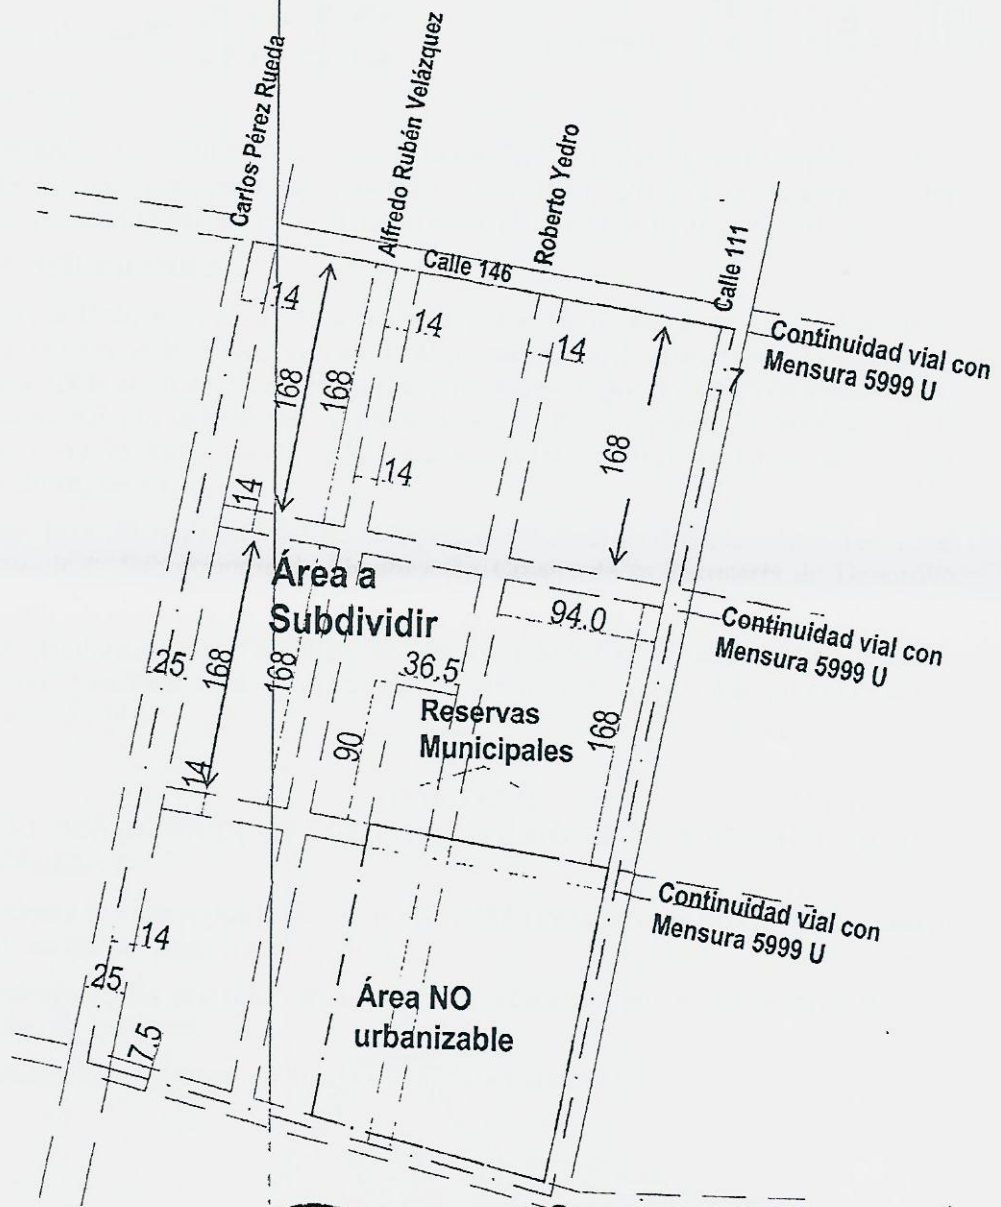 Carlos Pérez Rueda
Alfredo Rubén Velázquez
Roberto Yedro
Calle 111
Calle 146
14
14
14
7
Continuidad vial con
Mensura 5999 U
168
168
168
14
14
Área a
Subdividir
94.0
Continuidad vial con
Mensura 5999 U
25
168
168
36.5
Reservas
Municipales
90
168
14
Continuidad vial con
Mensura 5999 U
14
25
Área NO
urbanizable
7.5